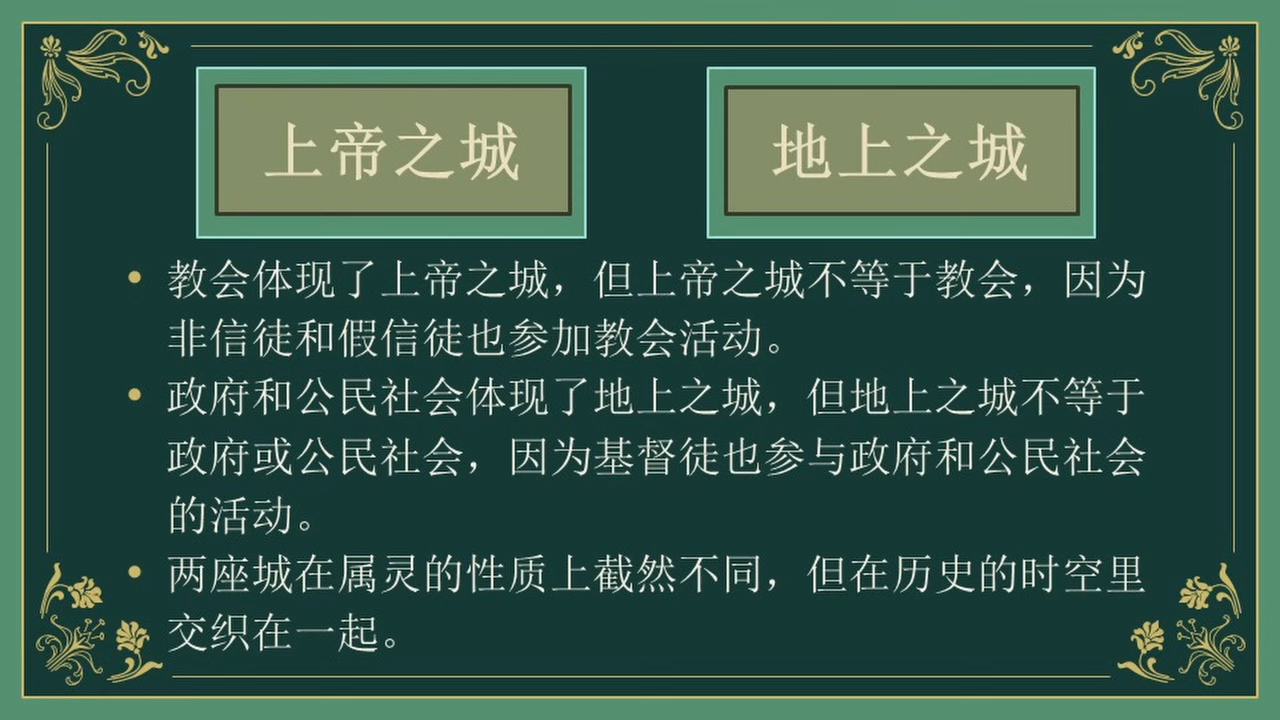 上帝之城
地上之城
教会体现了上帝之城，但上帝之城不等于教会，因为
非信徒和假信徒也参加教会活动。
政府和公民社会体现了地上之城，但地上之城不等于
政府或公民社会，因为基督徒也参与政府和公民社会
的活动。
两座城在属灵的性质上截然不同，但在历史的时空里
交织在一起。